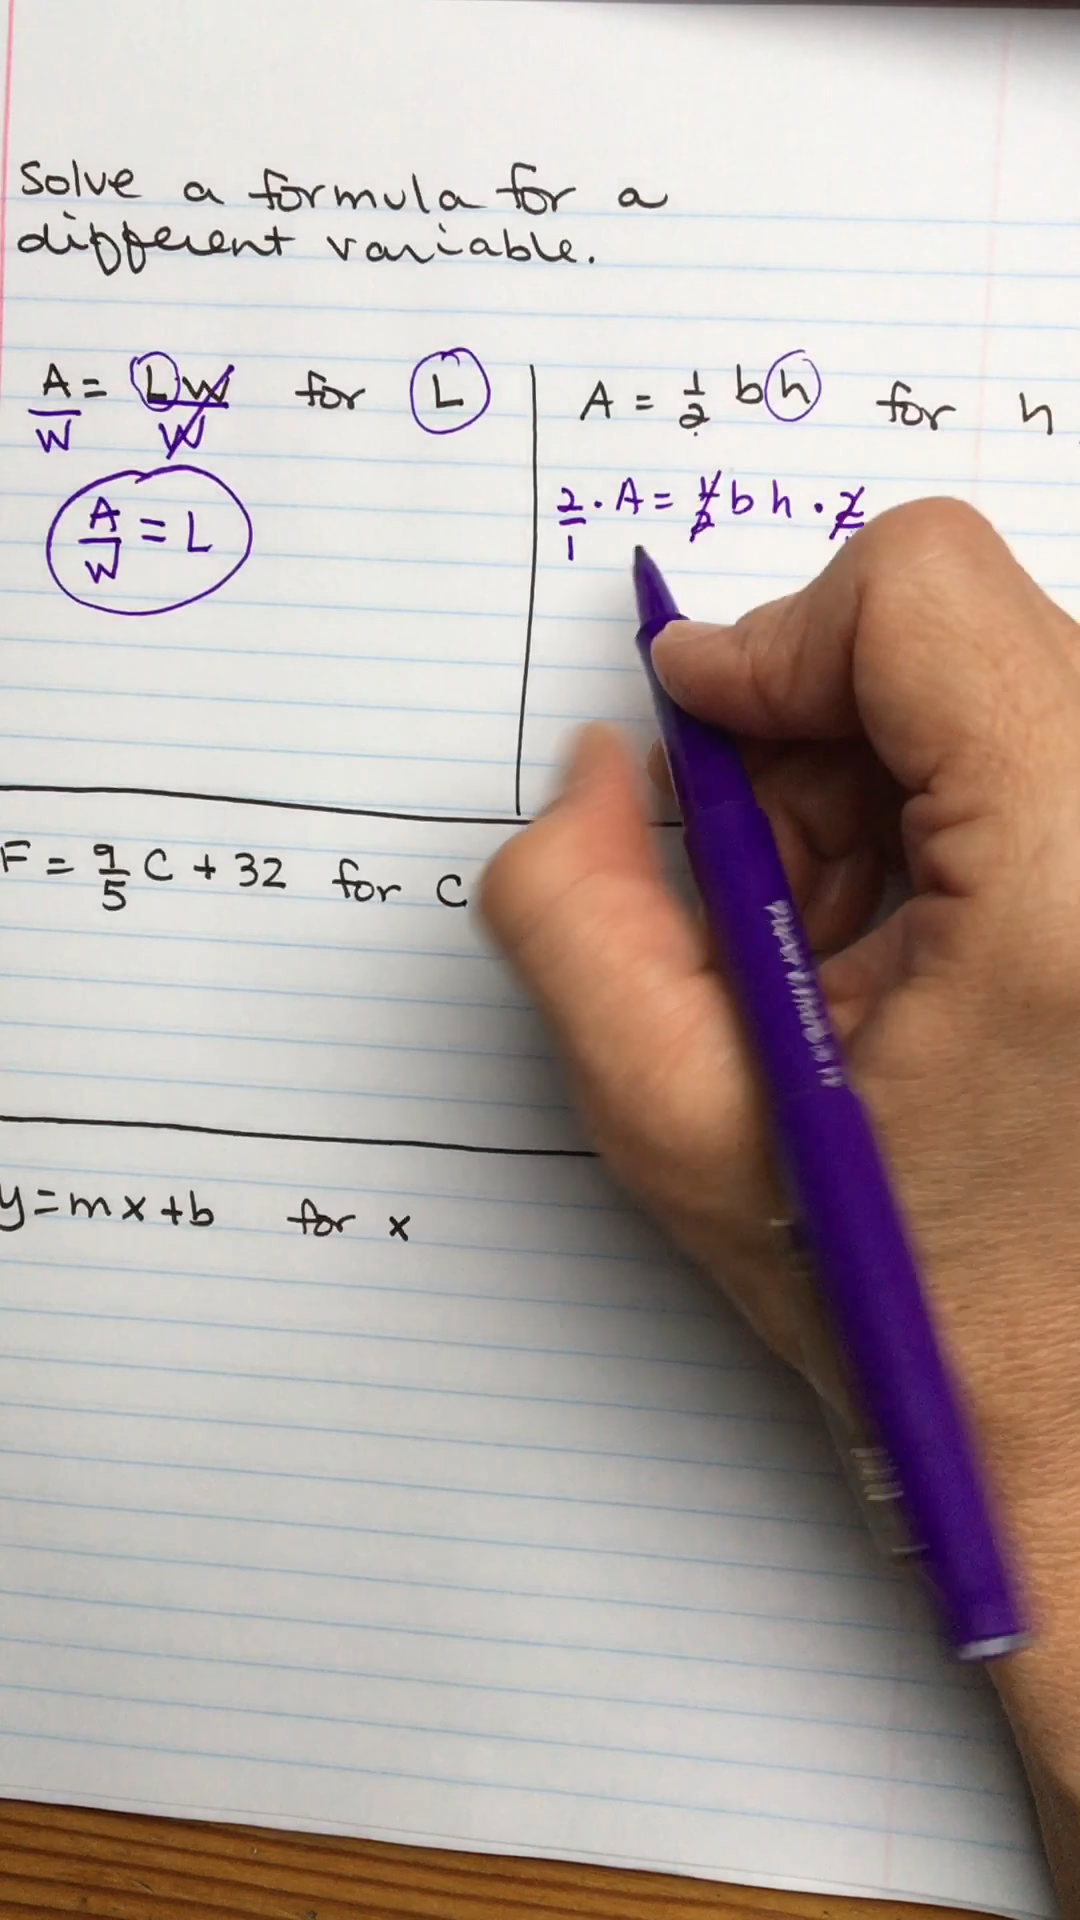 Solve a formula for a
different variable.
A/W = LW/W for L
A/W = L
A = 1/2 bh for h
2/1 · A = 1/2 b h · 2
F = 9/5 C + 32 for C
y = mx + b for x